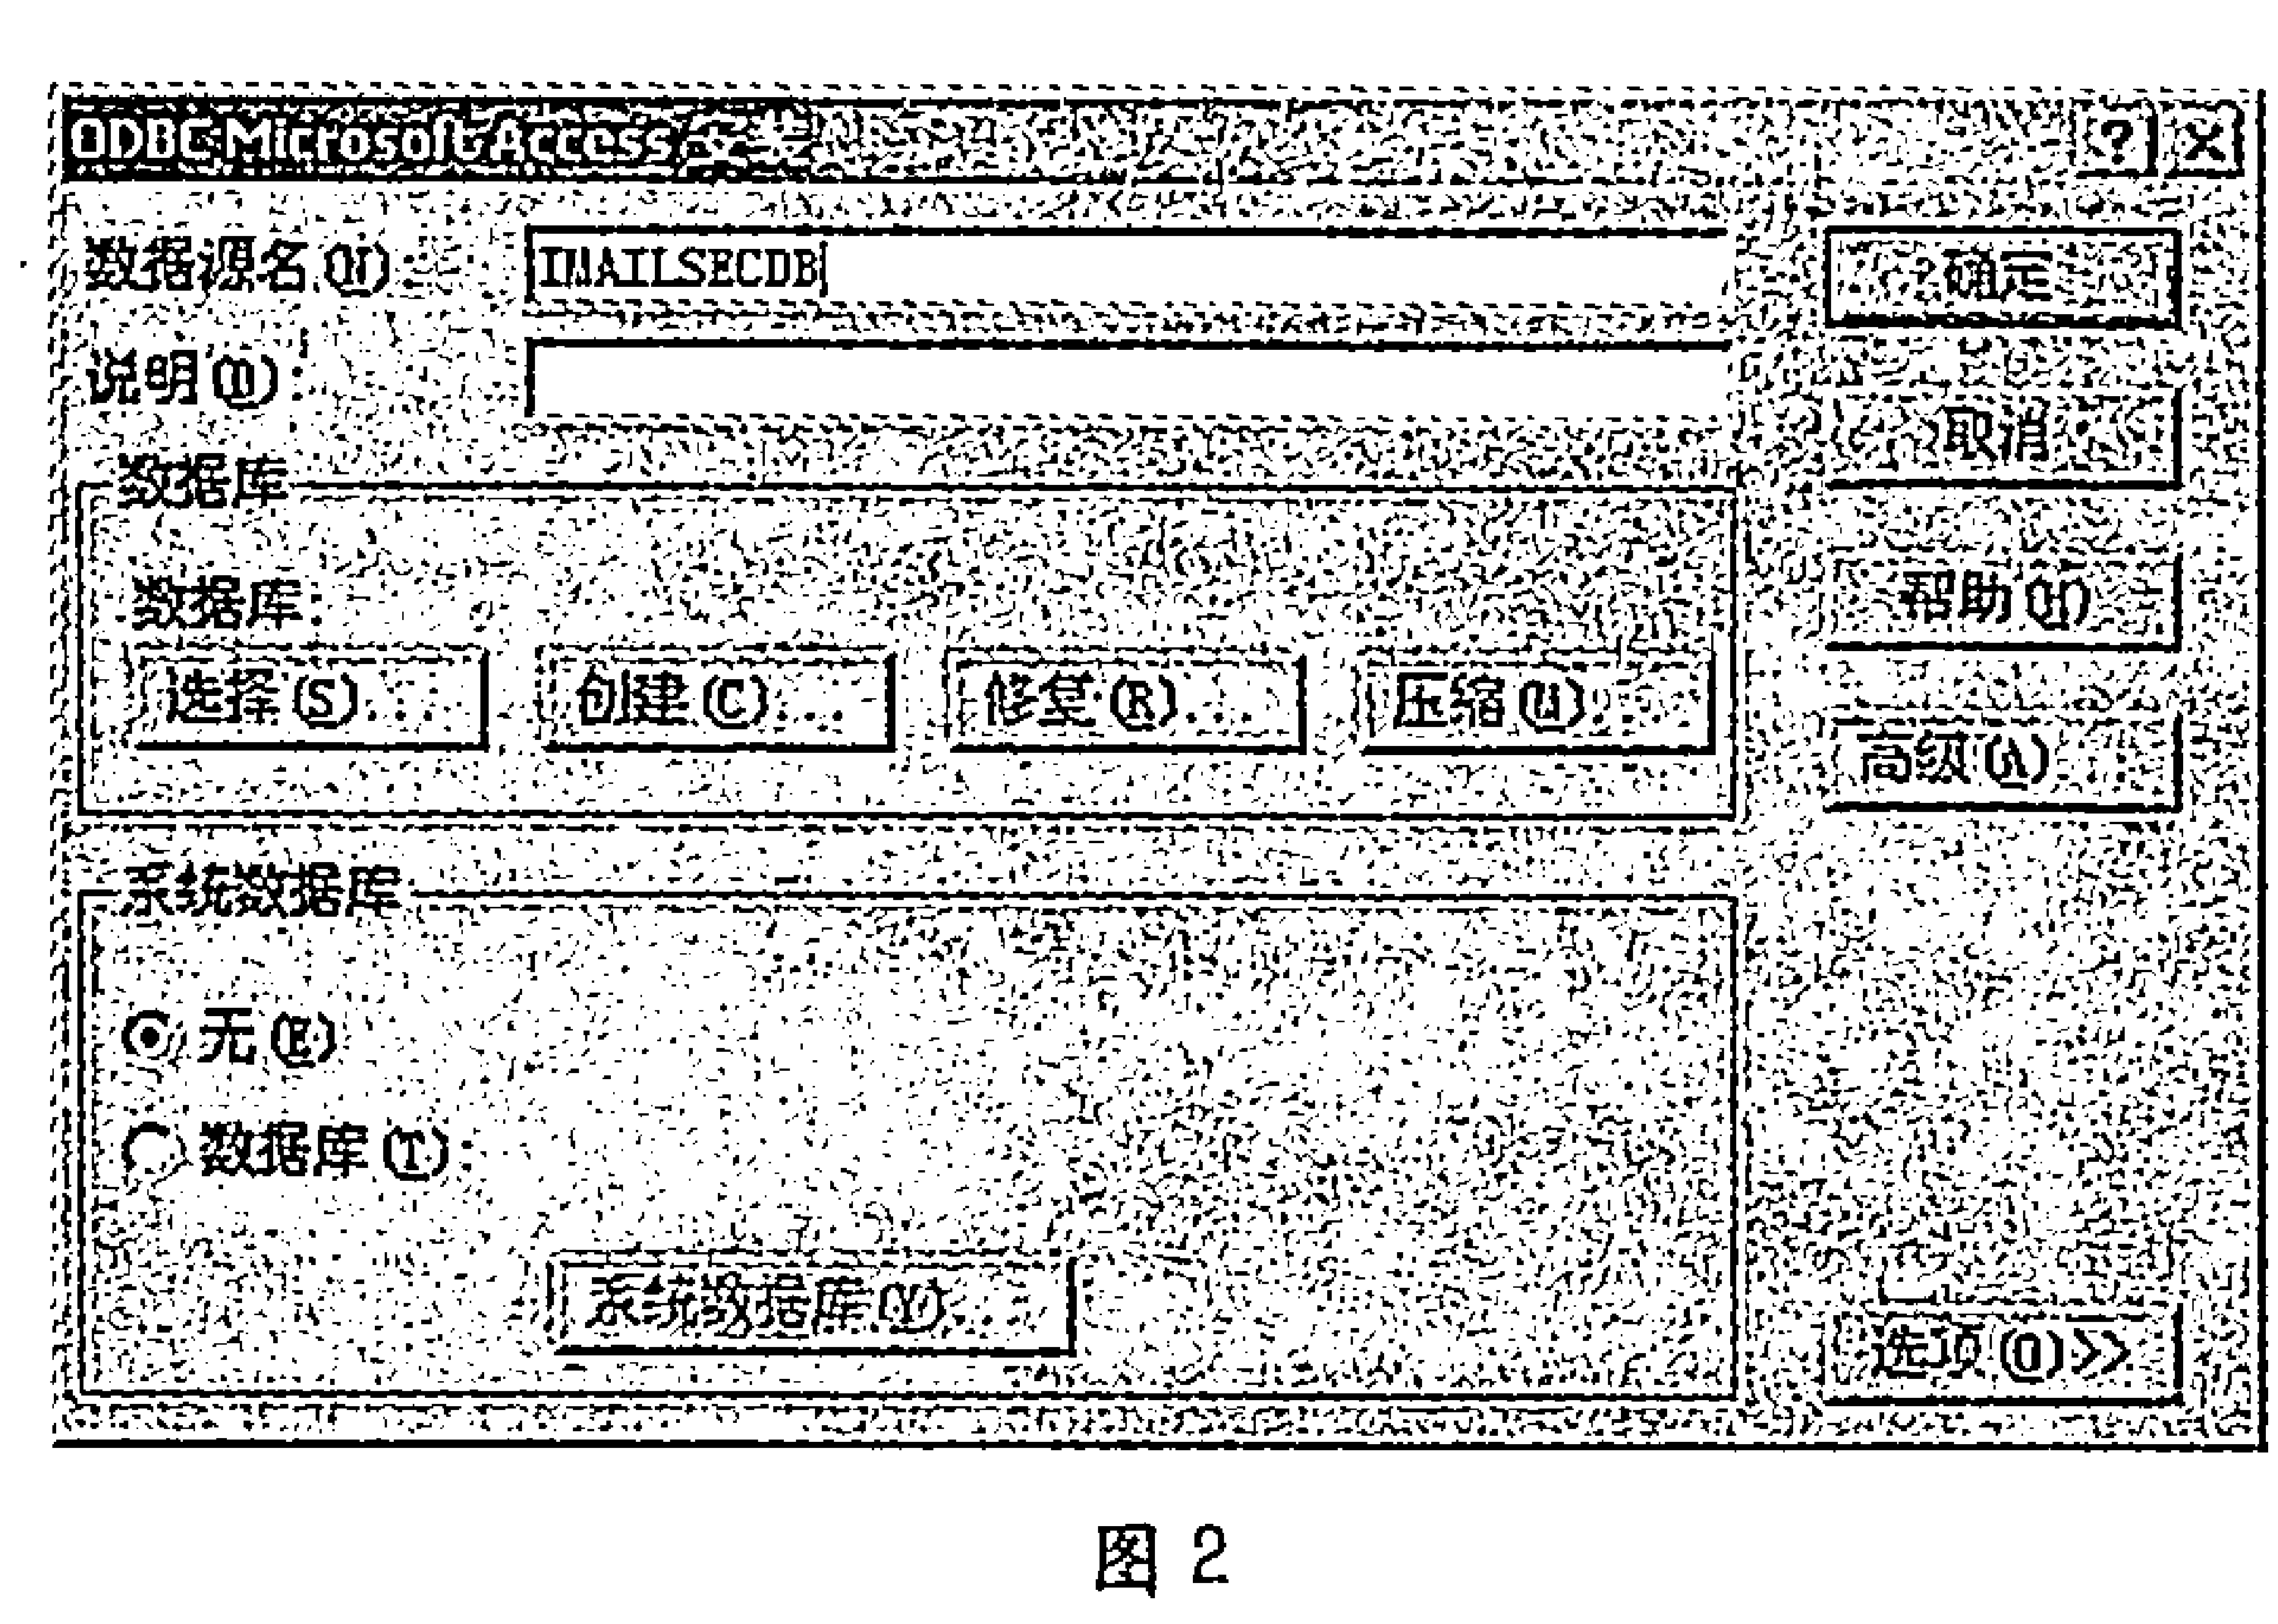 ODBC Microsoft Access 安装
数据源名(N):
IMAILSECDB
确定
说明(D):
取消
数据库
数据库:
帮助(H)
选择(S)...
创建(C)...
修复(R)...
压缩(U)...
高级(A)...
系统数据库
无(E)
数据库(T):
系统数据库(Y)...
选项(O)>>
图 2